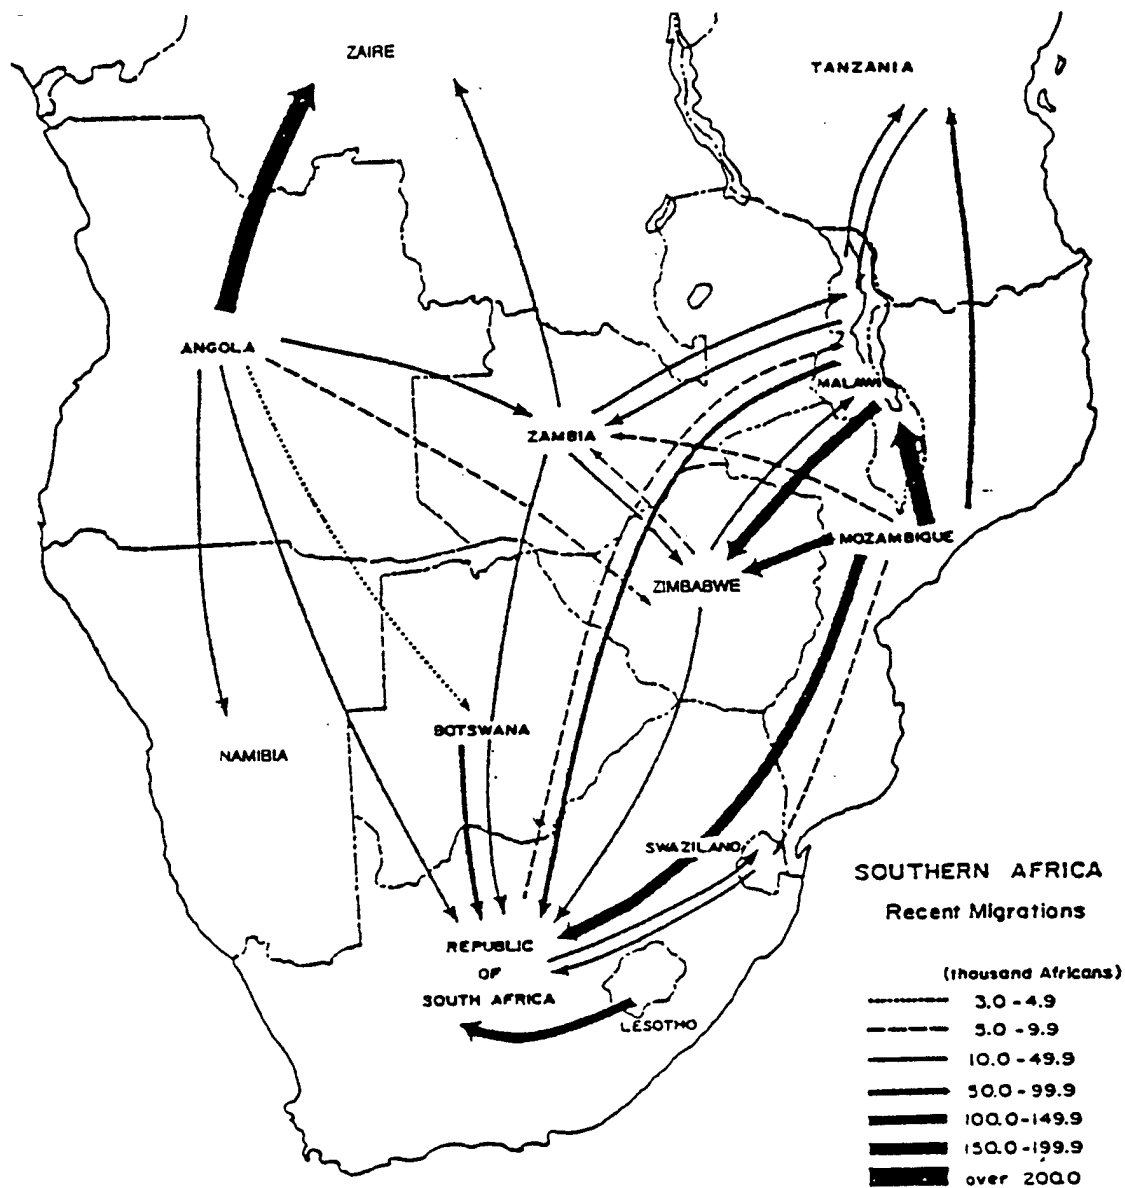 ZAIRE
TANZANIA
ANGOLA
MALAWI
ZAMBIA
MOZAMBIQUE
ZIMBABWE
BOTSWANA
NAMIBIA
SWAZILAND
SOUTHERN AFRICA
Recent Migrations
REPUBLIC
OF
SOUTH AFRICA
LESOTHO
(thousand Africans)
3.0-4.9
5.0-9.9
10.0-49.9
50.0-99.9
100.0-149.9
150.0-199.9
over 200.0